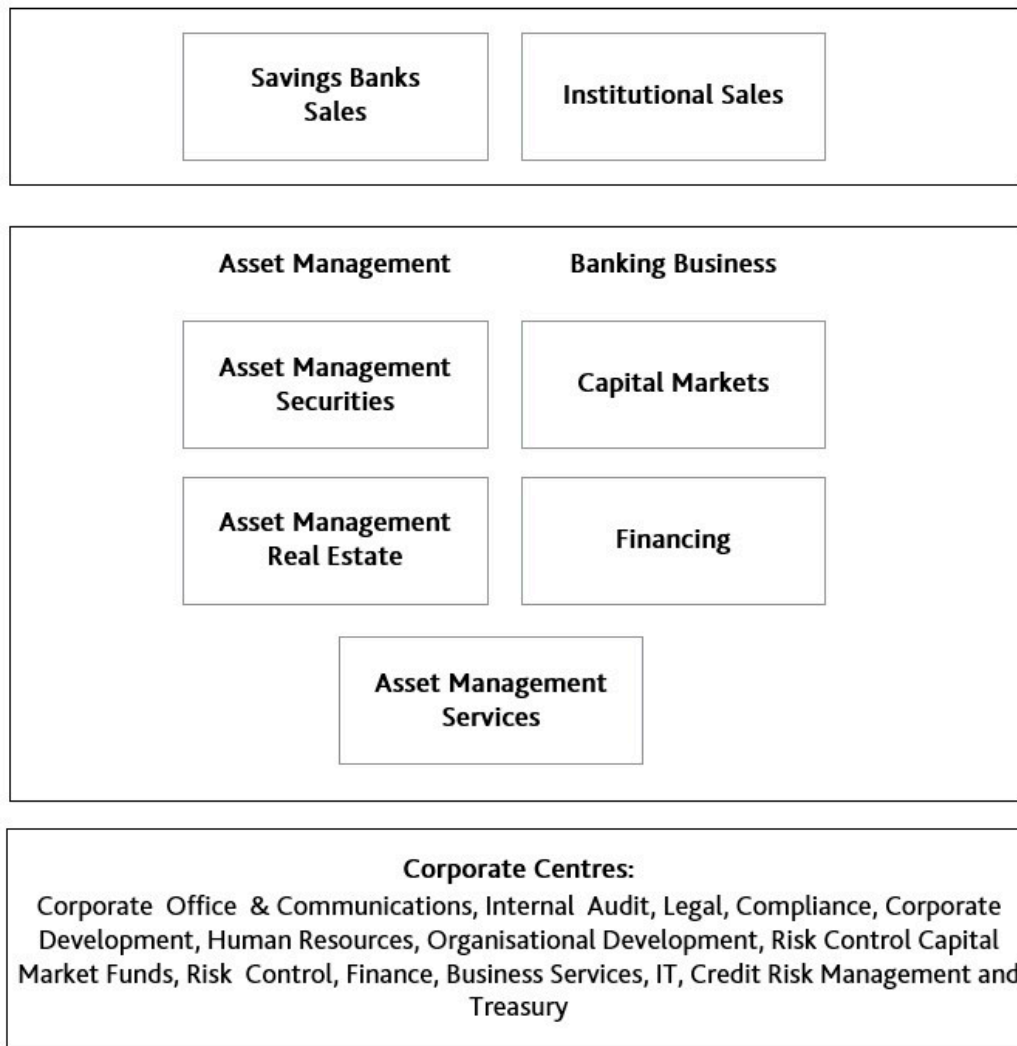 Savings Banks
Sales
Institutional Sales
Asset Management
Banking Business
Asset Management
Securities
Capital Markets
Asset Management
Real Estate
Financing
Asset Management
Services
Corporate Centres:
Corporate Office & Communications, Internal Audit, Legal, Compliance, Corporate
Development, Human Resources, Organisational Development, Risk Control Capital
Market Funds, Risk Control, Finance, Business Services, IT, Credit Risk Management and
Treasury